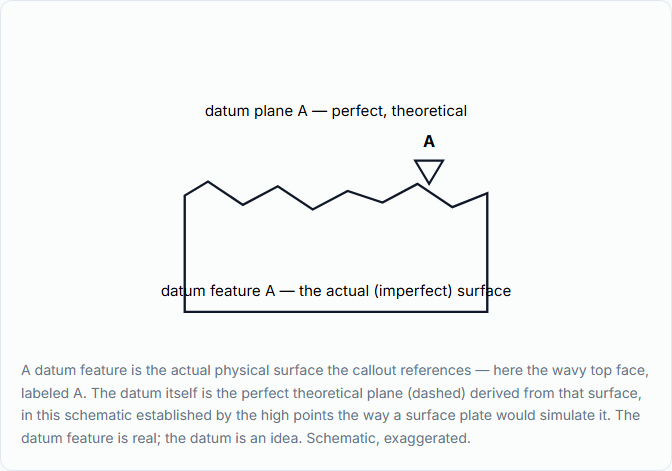 datum plane A — perfect, theoretical
A
datum feature A — the actual (imperfect) surface
A datum feature is the actual physical surface the callout references — here the wavy top face,
labeled A. The datum itself is the perfect theoretical plane (dashed) derived from that surface,
in this schematic established by the high points the way a surface plate would simulate it. The
datum feature is real; the datum is an idea. Schematic, exaggerated.